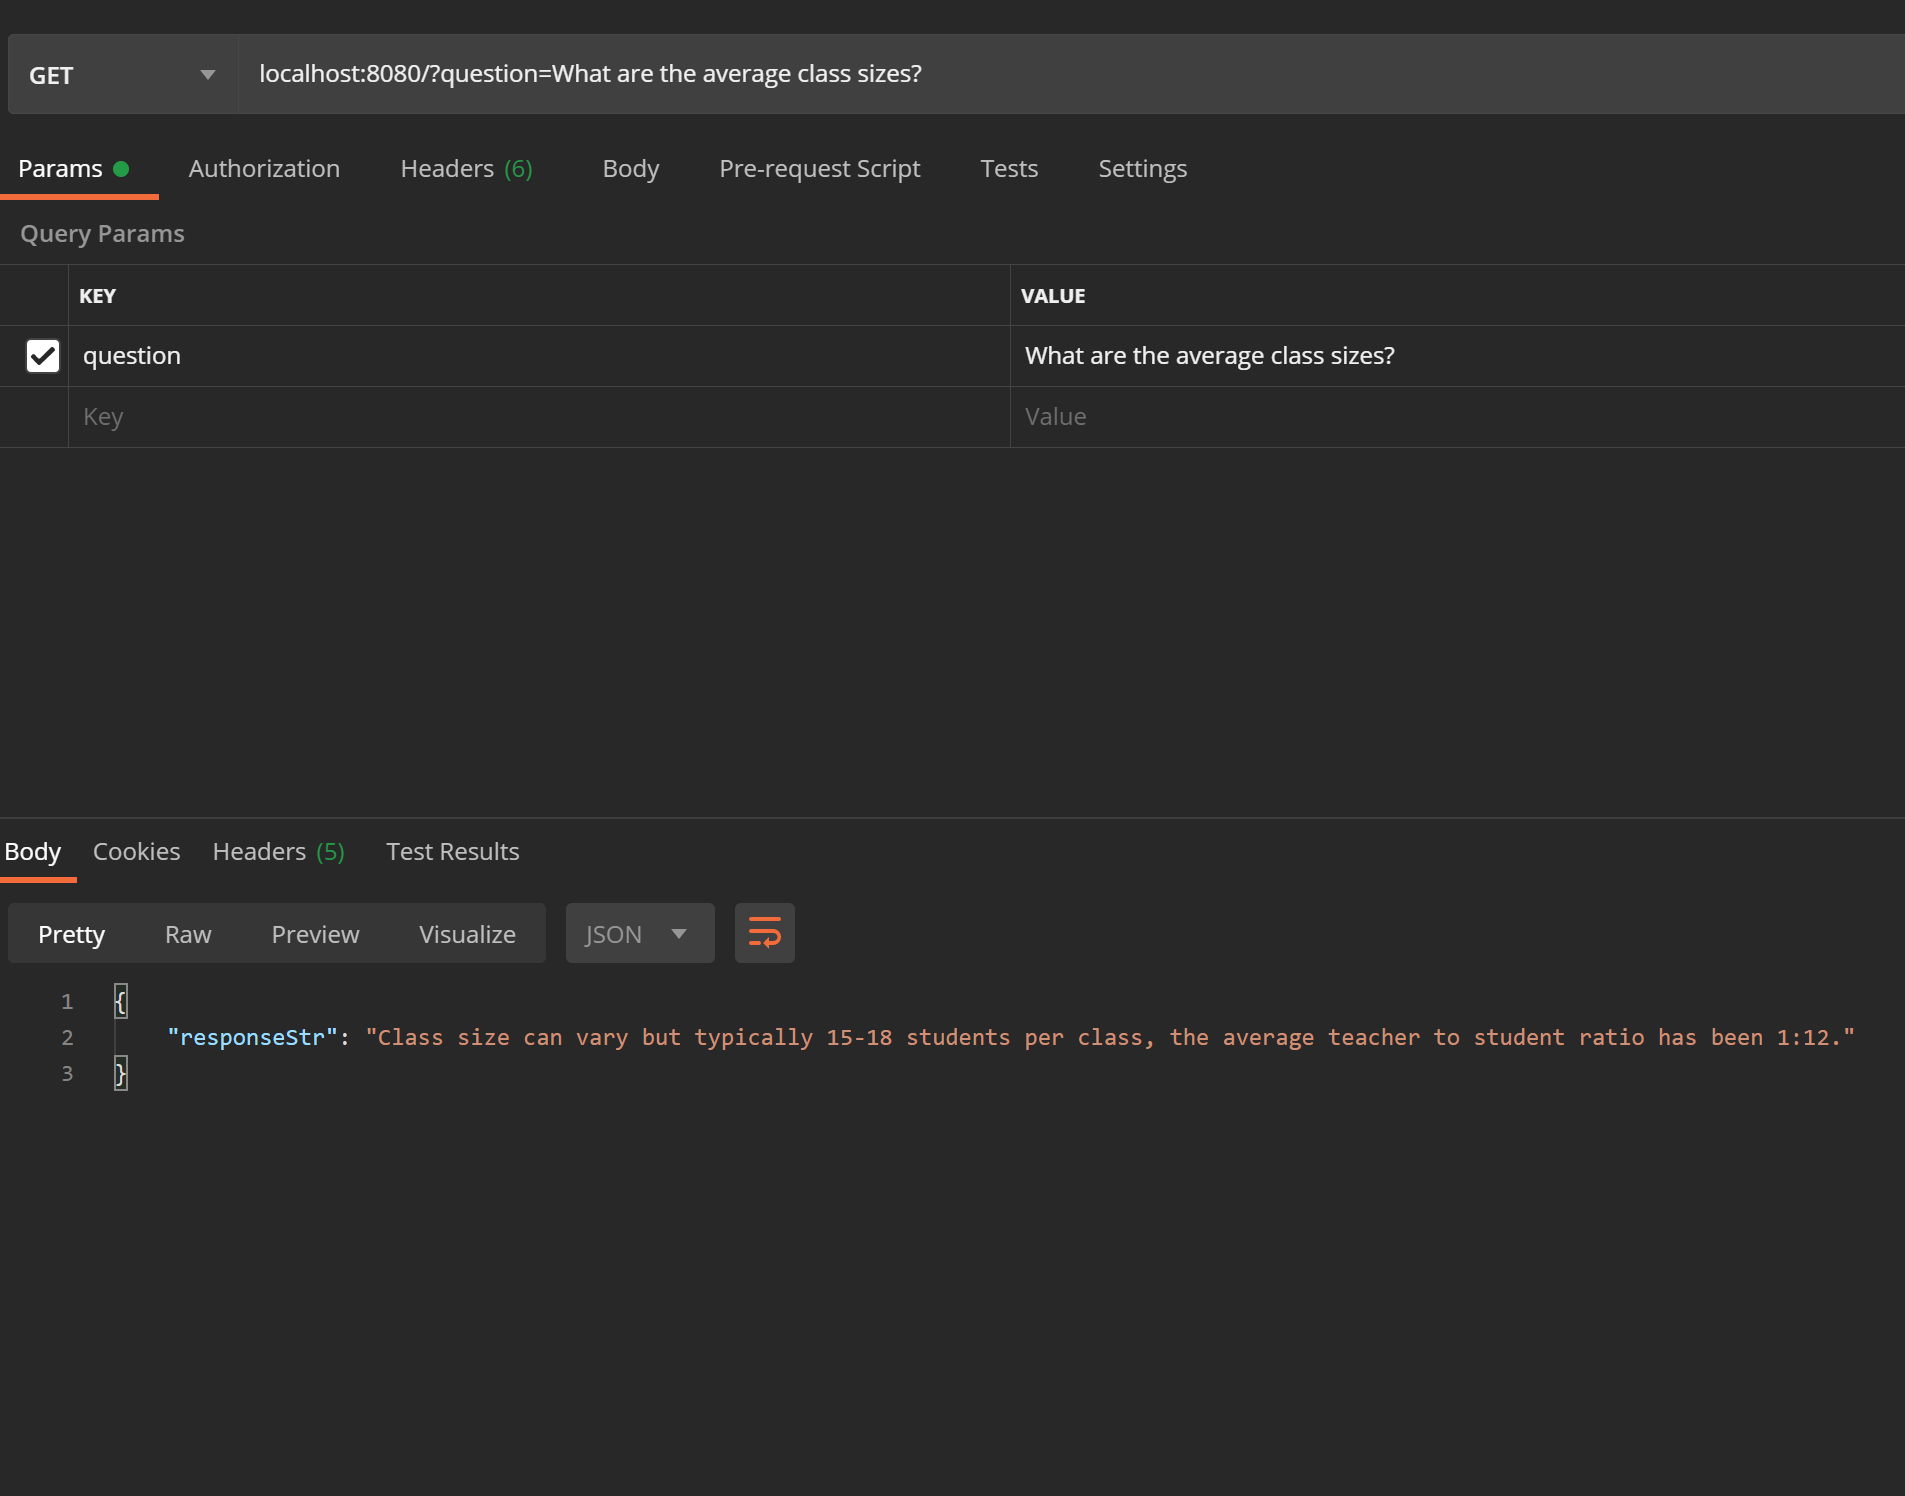 GET localhost:8080/?question=What are the average class sizes?
Params Authorization Headers (6) Body Pre-request Script Tests Settings
Query Params
KEY VALUE
question What are the average class sizes?
Key Value
Body Cookies Headers (5) Test Results
Pretty Raw Preview Visualize JSON
1 {
2 "responseStr": "Class size can vary but typically 15-18 students per class, the average teacher to student ratio has been 1:12."
3 }